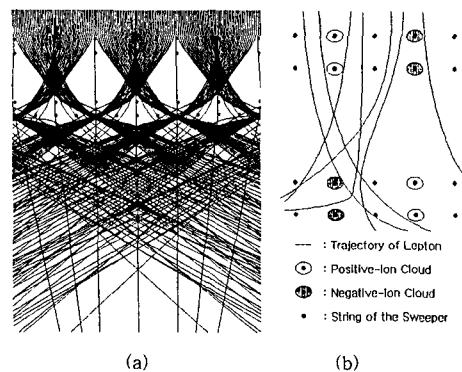 — : Trajectory of Lepton
: Positive-Ion Cloud
: Negative-Ion Cloud
• : String of the Sweeper
(a)
(b)